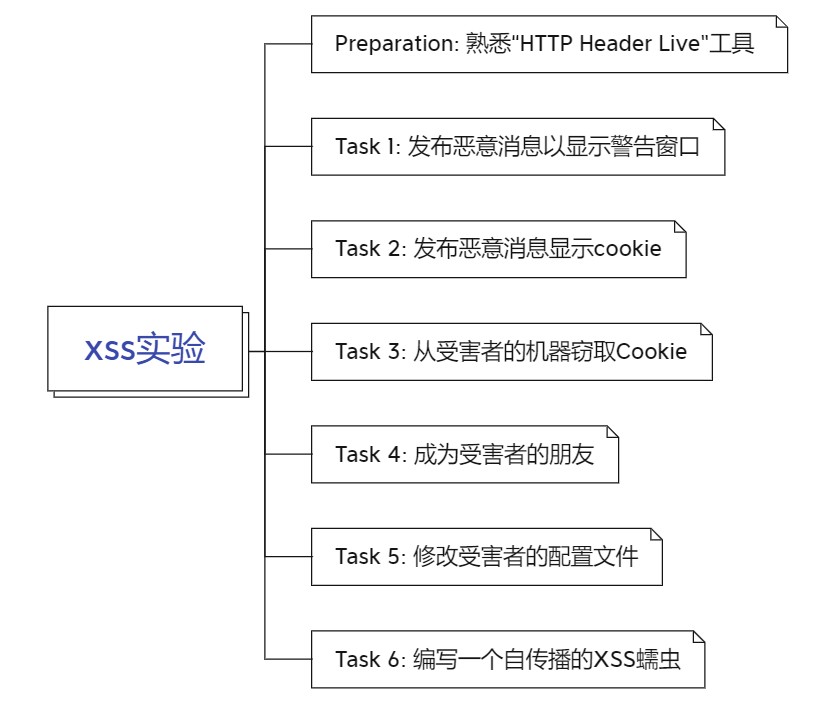 Preparation: 熟悉“HTTP Header Live"工具
Task 1: 发布恶意消息以显示警告窗口
Task 2: 发布恶意消息显示cookie
xss实验
Task 3: 从受害者的机器窃取Cookie
Task 4: 成为受害者的朋友
Task 5: 修改受害者的配置文件
Task 6: 编写一个自传播的XSS蠕虫